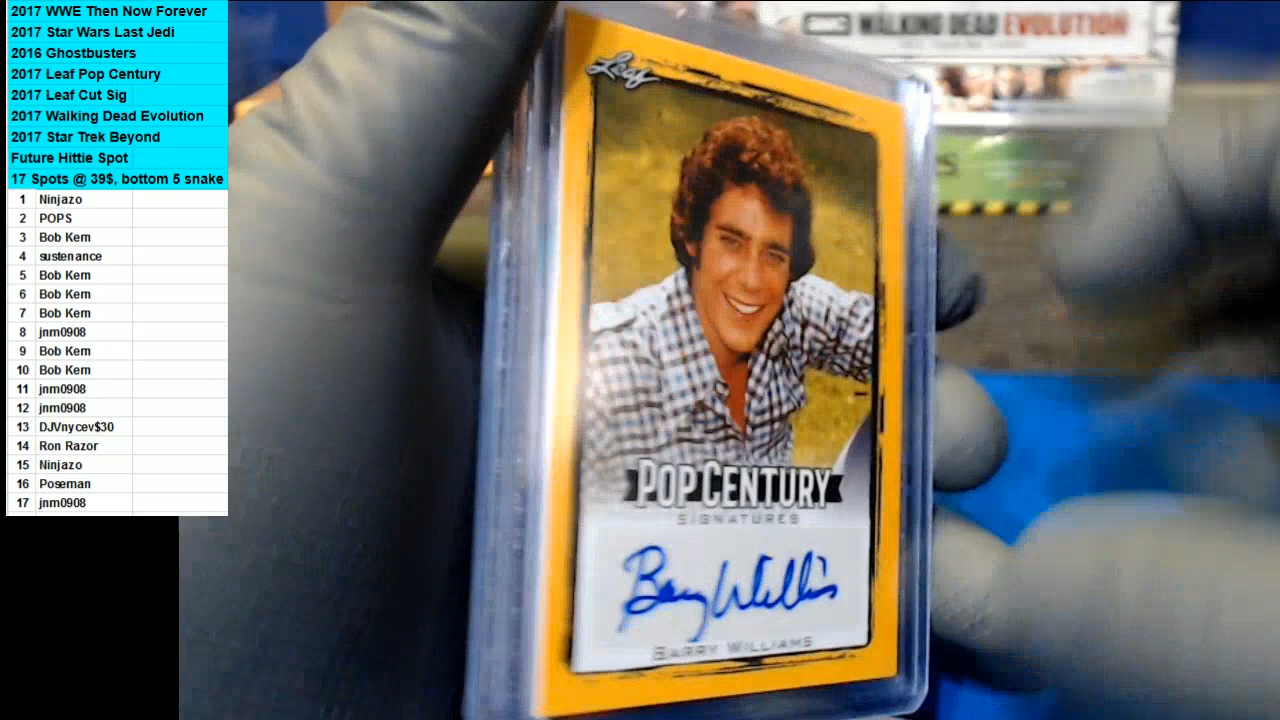 2017 WWE Then Now Forever
2017 Star Wars Last Jedi
2016 Ghostbusters
2017 Leaf Pop Century
2017 Leaf Cut Sig
2017 Walking Dead Evolution
2017 Star Trek Beyond
Future Hittie Spot
17 Spots @ 39$, bottom 5 snake
1 Ninjazo
2 POPS
3 Bob Kem
4 sustenance
5 Bob Kem
6 Bob Kem
7 Bob Kem
8 jnm0908
9 Bob Kem
10 Bob Kem
11 jnm0908
12 jnm0908
13 DJVnycev$30
14 Ron Razor
15 Ninjazo
16 Poseman
17 jnm0908
AMC WALKING DEAD EVOLUTION
Leaf
POP CENTURY
SIGNATURES
Barry Williams
BARRY WILLIAMS